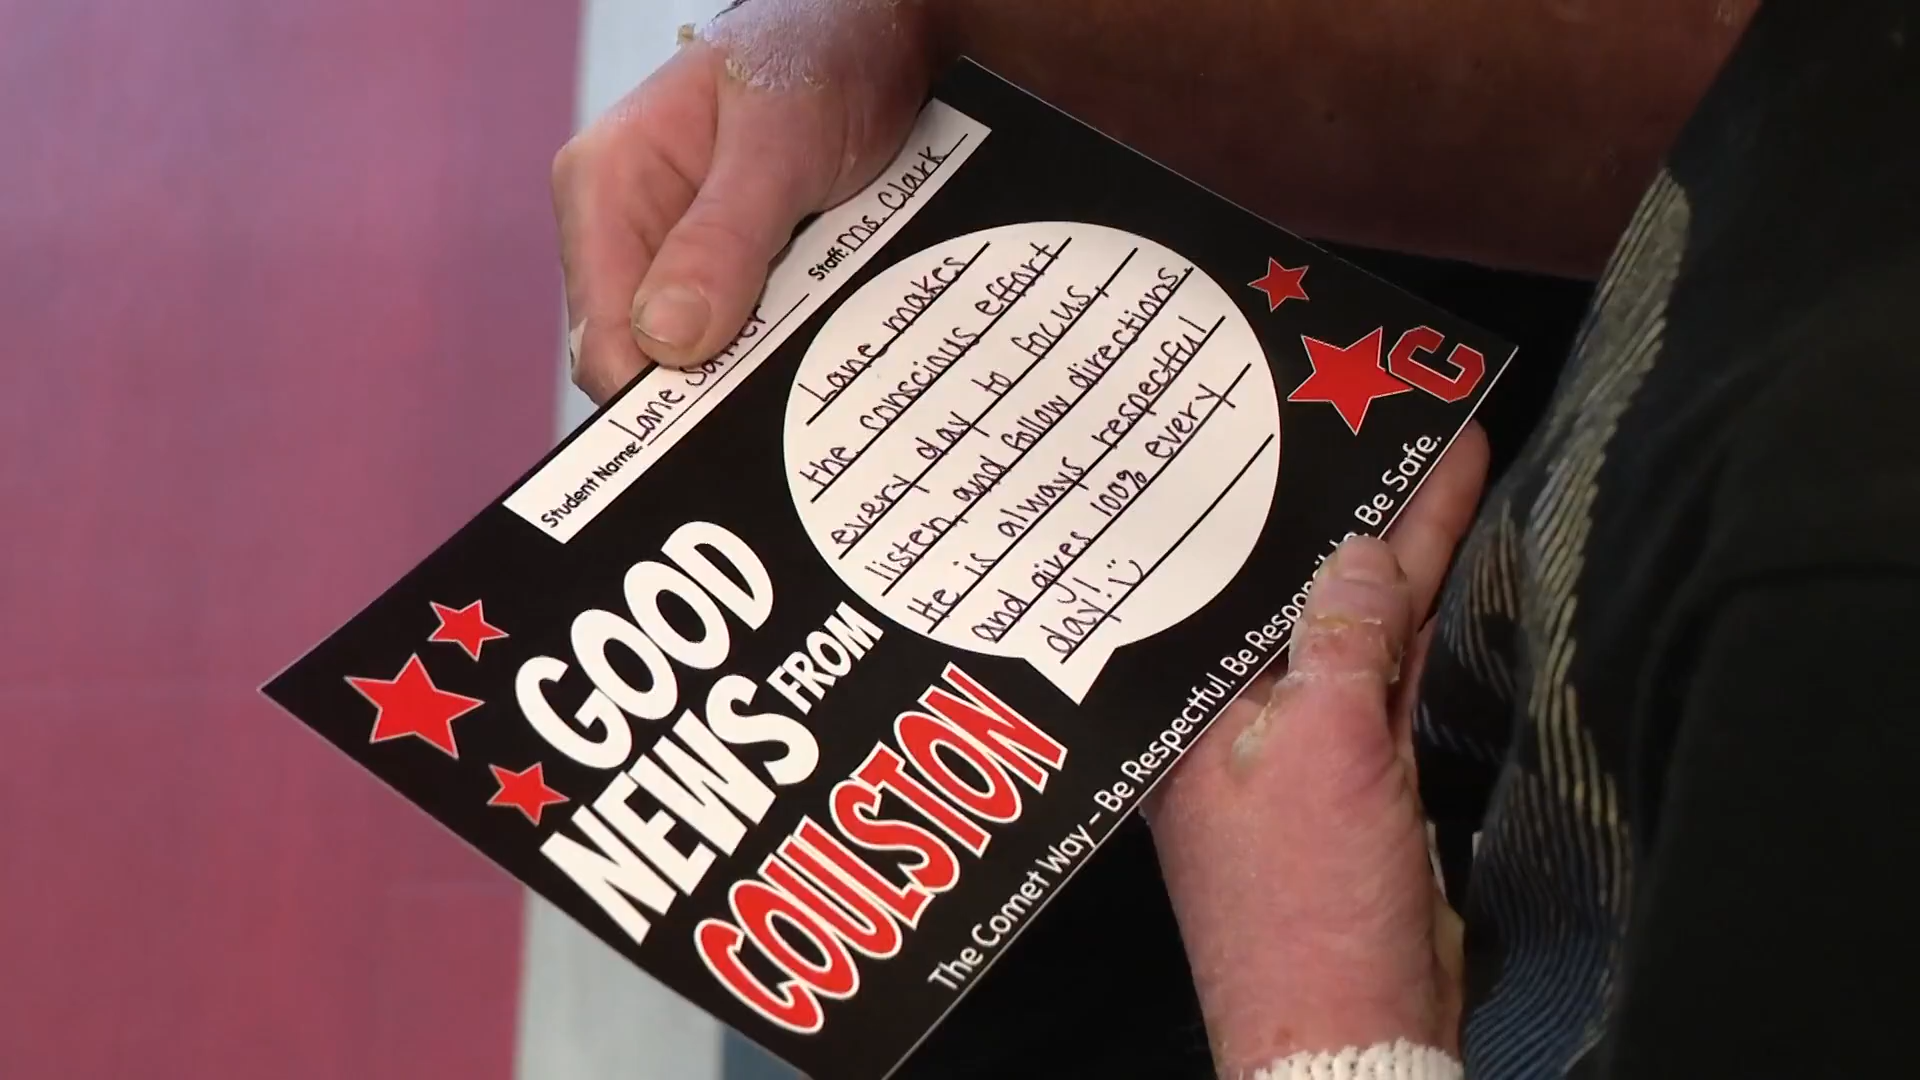 Student Name: Lane Staff: Ms. Clark
Lane makes
the conscious effort
every day to focus,
listen, and follow directions.
He is always respectful
and gives 100% every
day! :)
GOOD
NEWS FROM
COULSTON
C
The Comet Way - Be Respectful. Be Be Safe.